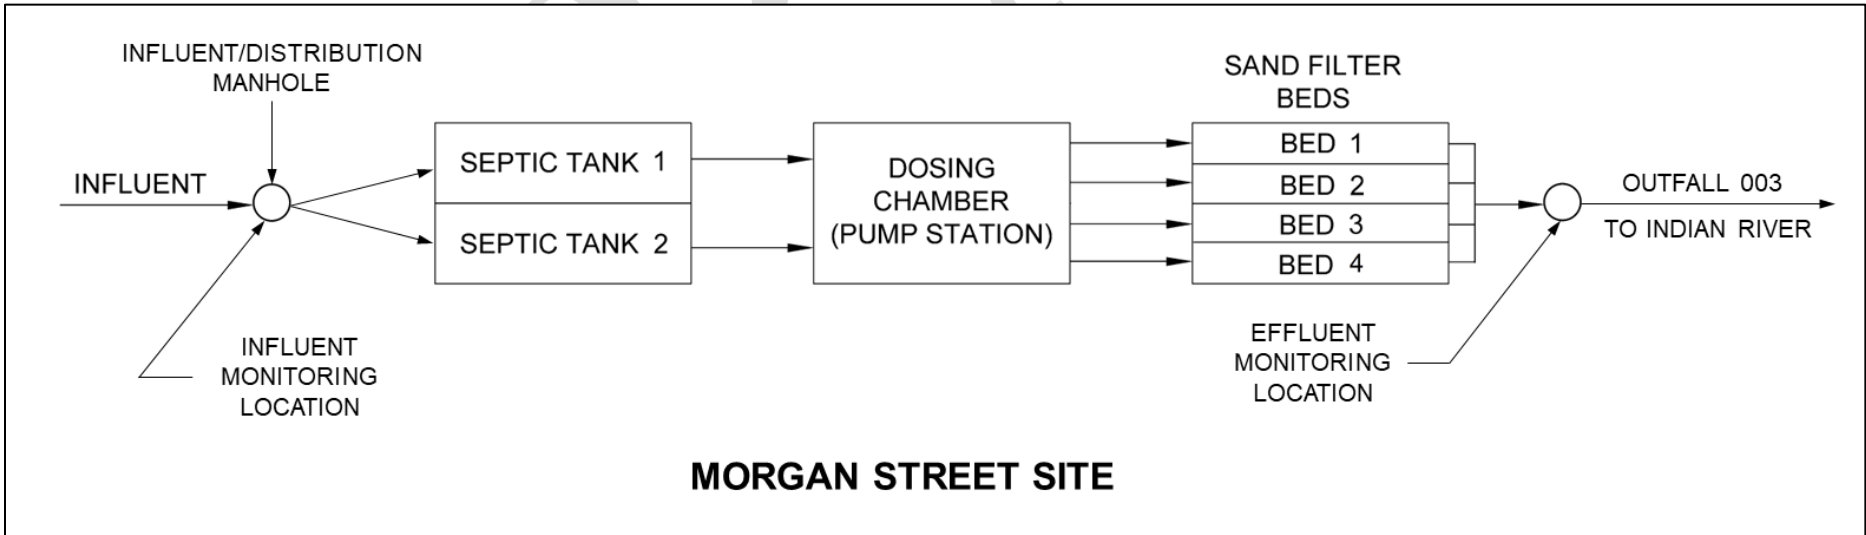 INFLUENT/DISTRIBUTION
MANHOLE
INFLUENT
SEPTIC TANK 1
SEPTIC TANK 2
DOSING
CHAMBER
(PUMP STATION)
SAND FILTER
BEDS
BED 1
BED 2
BED 3
BED 4
OUTFALL 003
TO INDIAN RIVER
INFLUENT
MONITORING
LOCATION
EFFLUENT
MONITORING
LOCATION
MORGAN STREET SITE